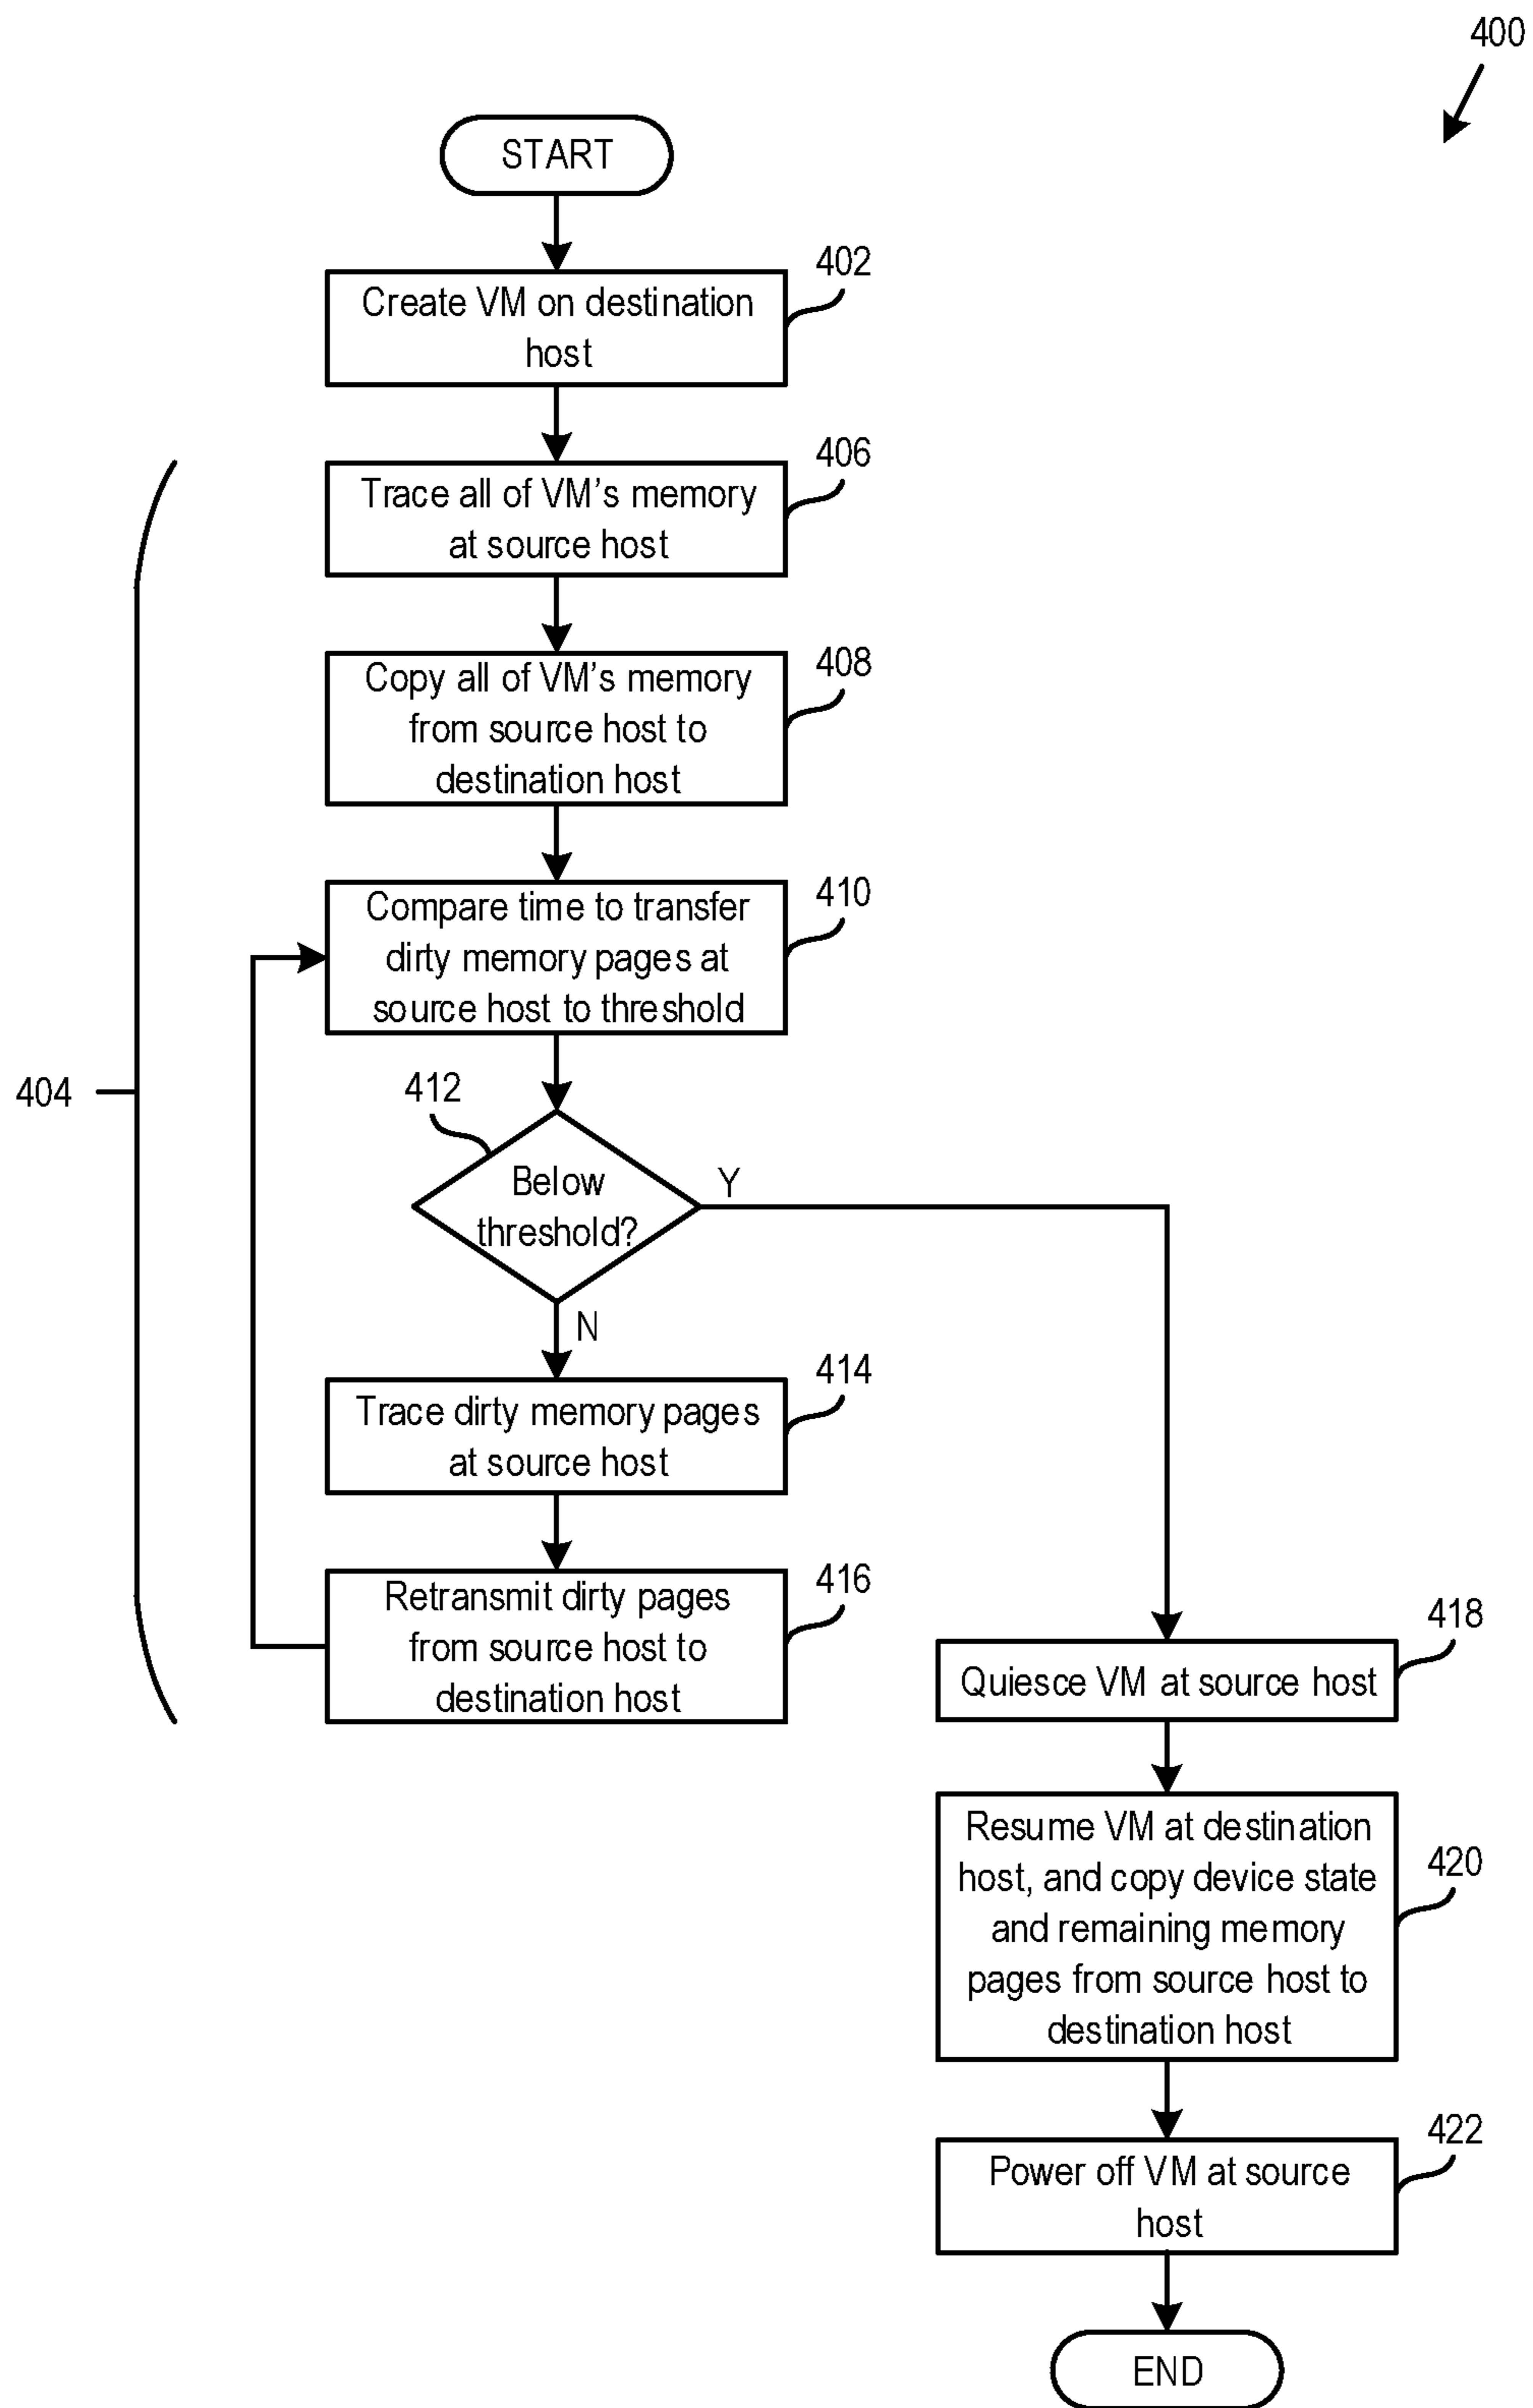 400
START
402
Create VM on destination
host
406
Trace all of VM's memory
at source host
408
Copy all of VM's memory
from source host to
destination host
410
Compare time to transfer
dirty memory pages at
source host to threshold
404
412
Below
threshold?
Y
N
414
Trace dirty memory pages
at source host
416
Retransmit dirty pages
from source host to
destination host
418
Quiesce VM at source host
420
Resume VM at destination
host, and copy device state
and remaining memory
pages from source host to
destination host
422
Power off VM at source
host
END